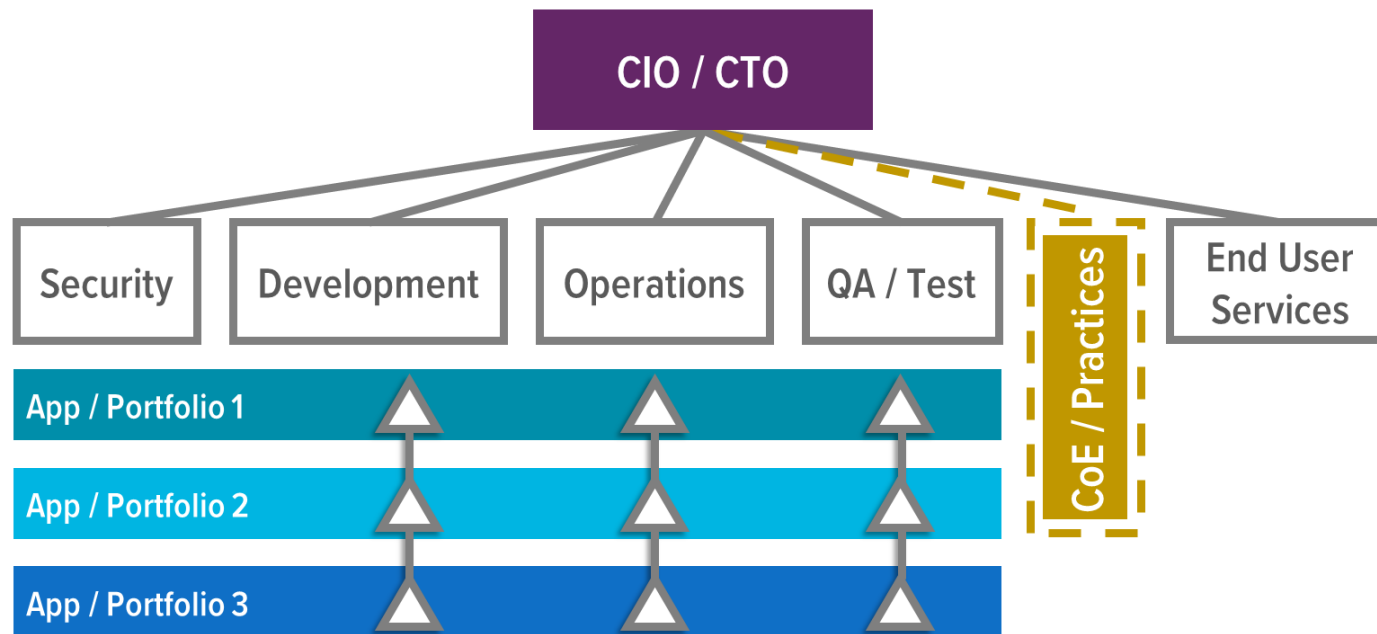 CIO / CTO
Security
Development
Operations
QA / Test
CoE / Practices
End User
Services
App / Portfolio 1
App / Portfolio 2
App / Portfolio 3